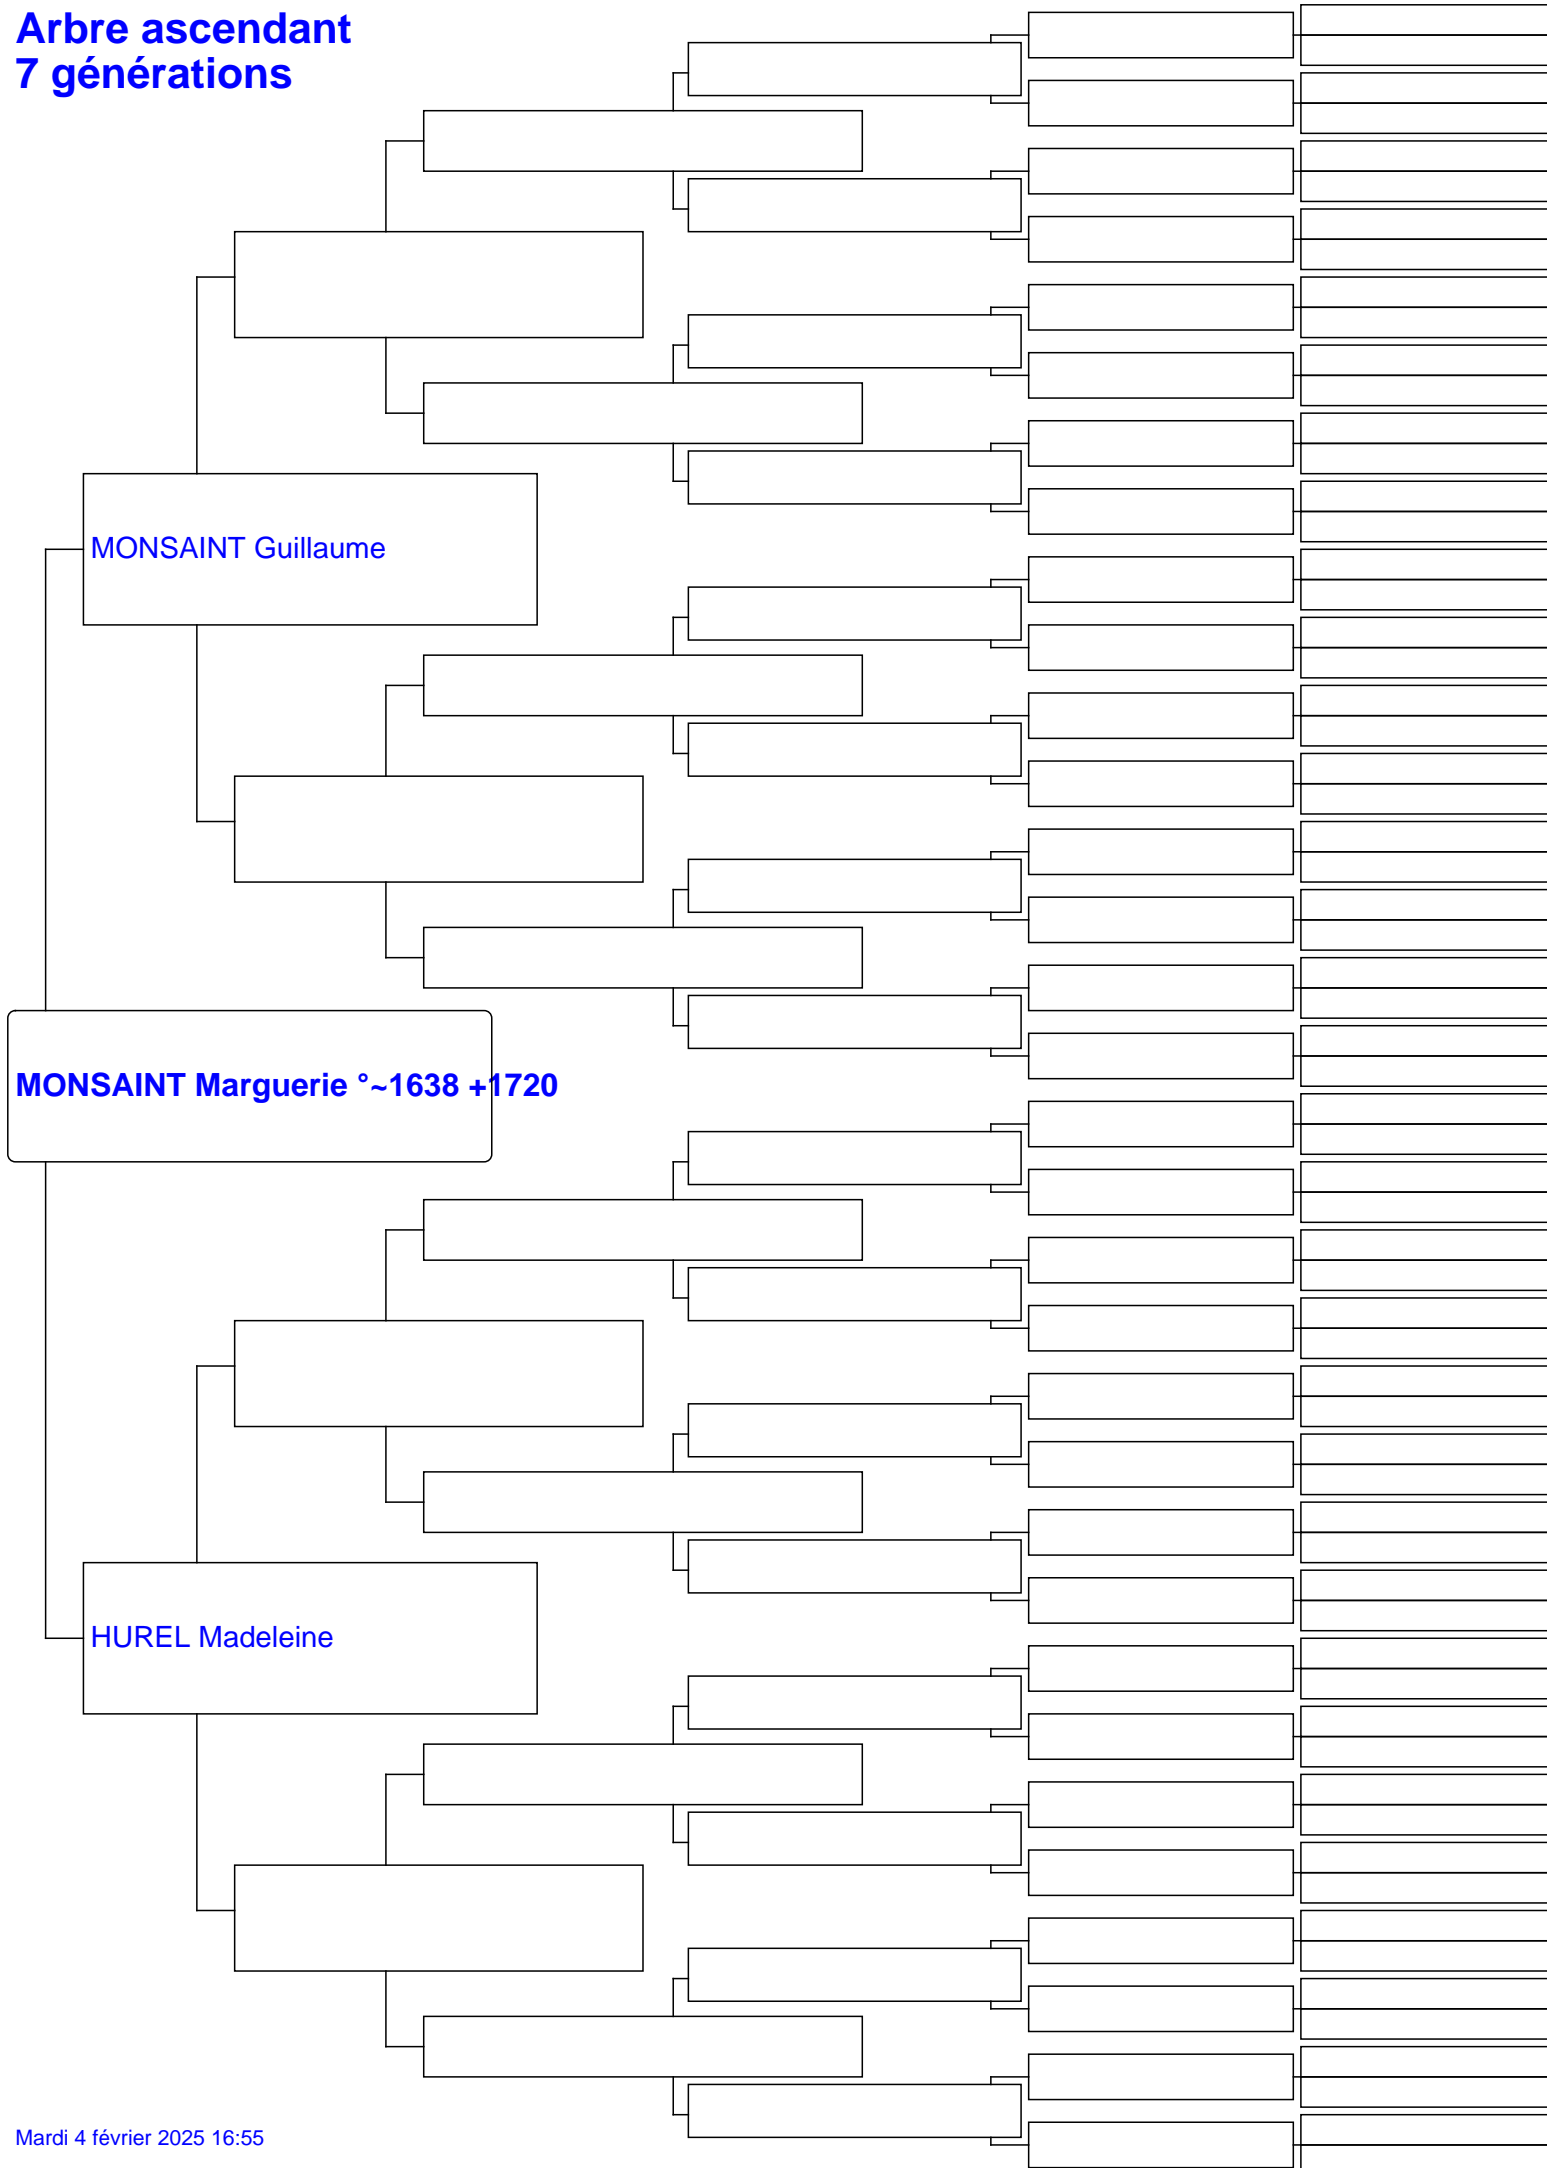 Arbre ascendant
7 générations
MONSAINT Guillaume
MONSAINT Marguerie °~1638 +1720
HUREL Madeleine
Mardi 4 février 2025 16:55